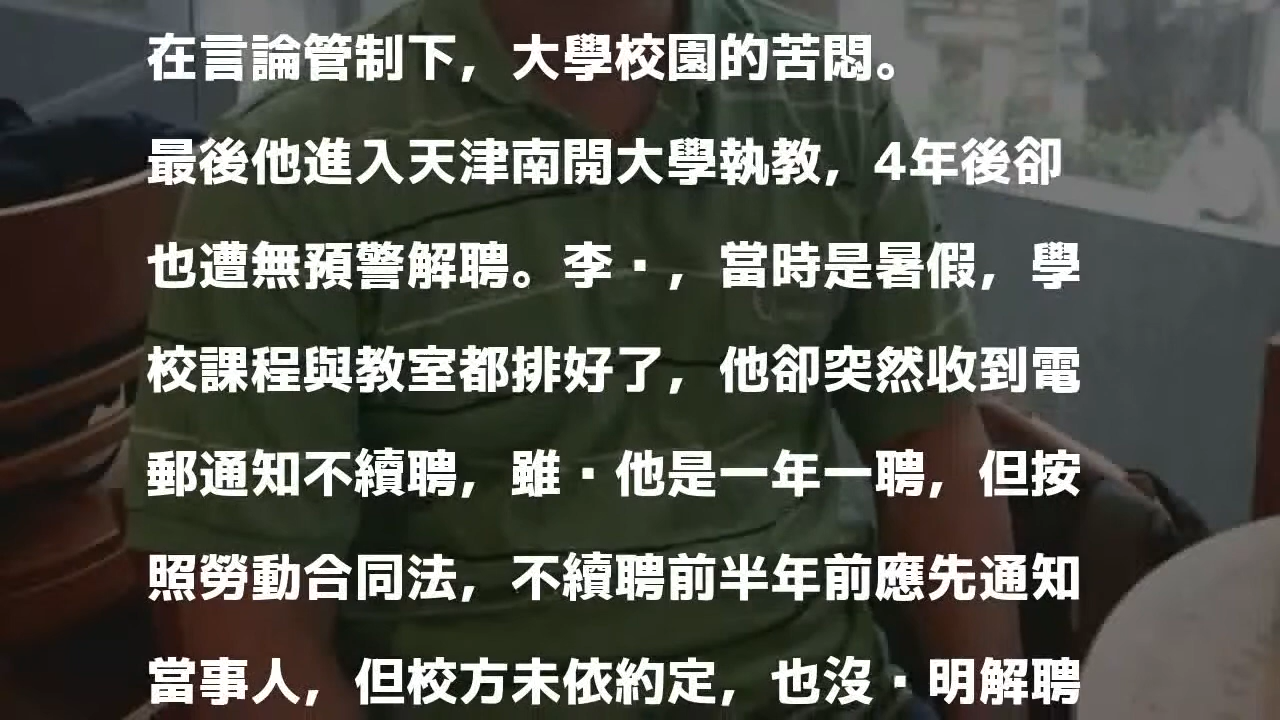 在言論管制下，大學校園的苦悶。
最後他進入天津南開大學執教，4年後卻
也遭無預警解聘。李·，當時是暑假，學
校課程與教室都排好了，他卻突然收到電
郵通知不續聘，雖·他是一年一聘，但按
照勞動合同法，不續聘前半年前應先通知
當事人，但校方未依約定，也沒·明解聘